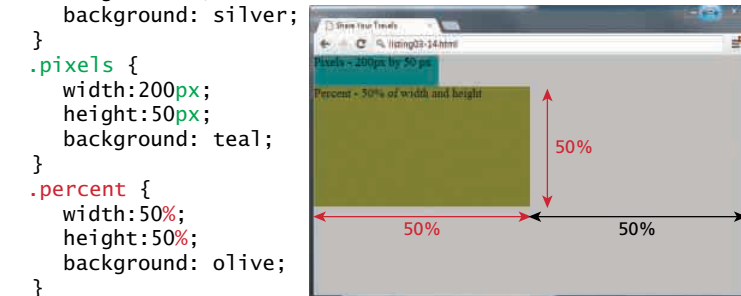 background: silver;
}
.pixels {
width:200px;
height:50px;
background: teal;
}
.percent {
width:50%;
height:50%;
background: olive;
}
Share Your Travels
listing03-14.html
Pixels - 200px by 50 px
Percent - 50% of width and height
50%
50%
50%